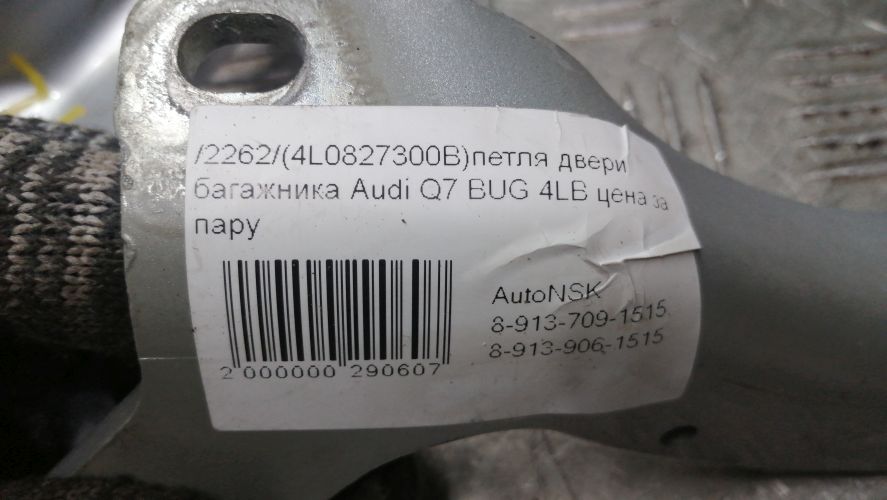 /2262/(4L0827300B)петля двери
багажника Audi Q7 BUG 4LB цена за
пару
AutoNSK
8-913-709-1515
8-913-906-1515
2 000000 290607